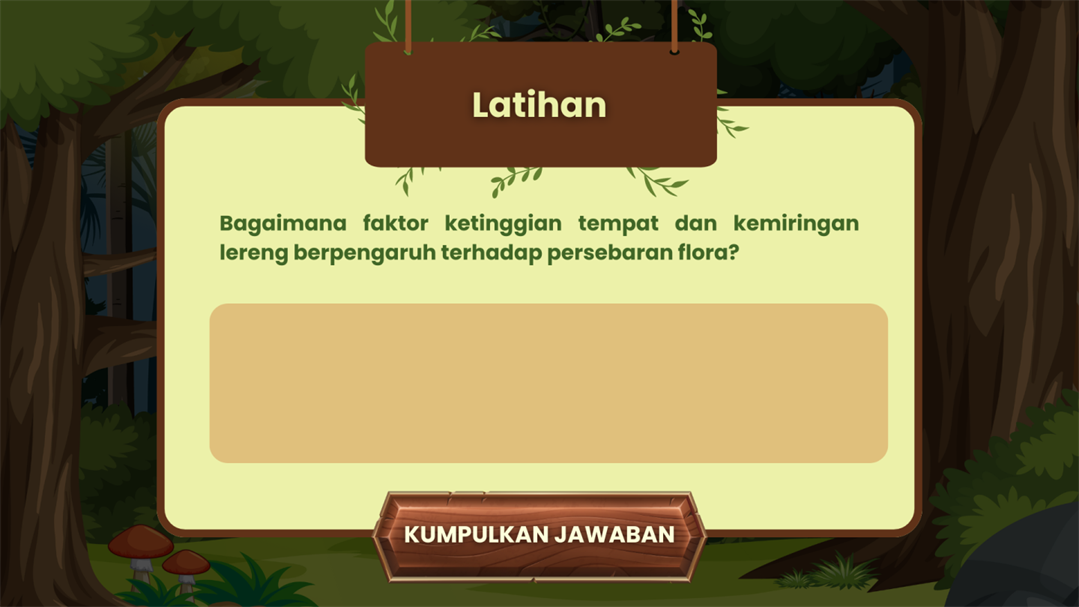 Latihan
Bagaimana faktor ketinggian tempat dan kemiringan
lereng berpengaruh terhadap persebaran flora?
KUMPULKAN JAWABAN